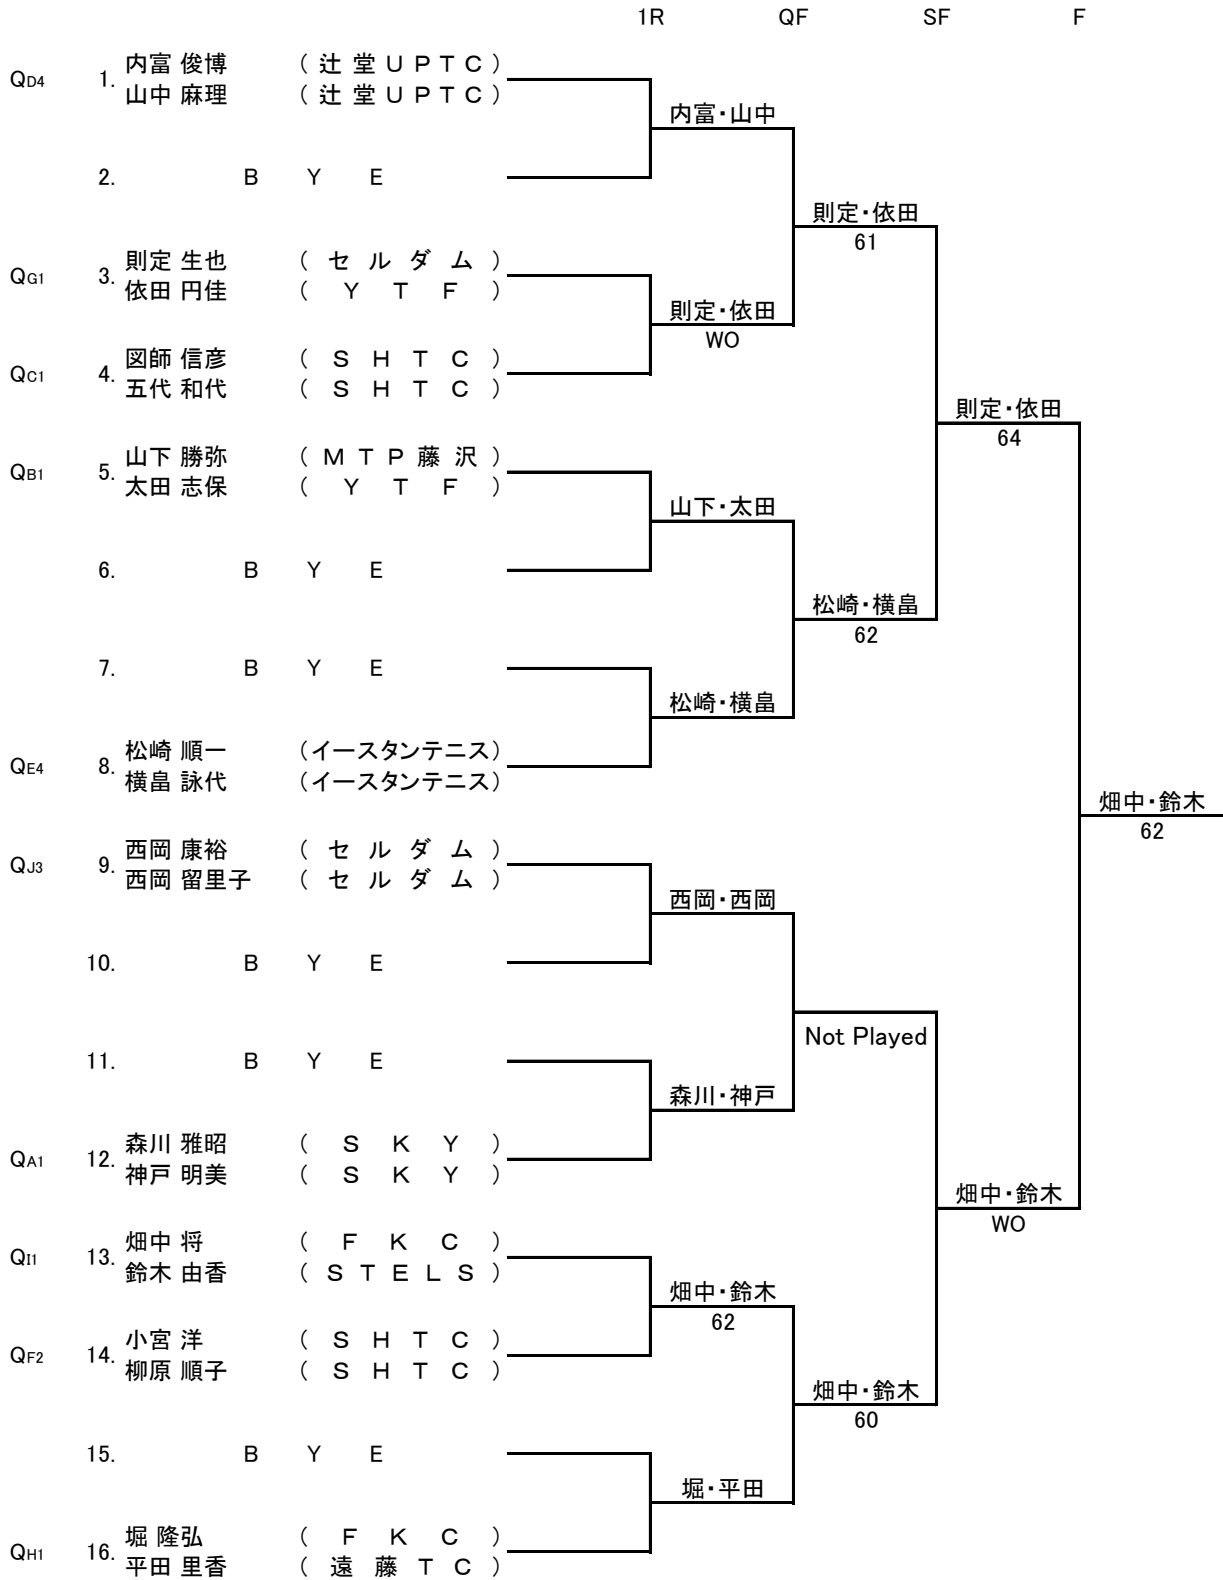 1R QF SF F
QD4 1. 内富 俊博 (辻堂UPTC)
山中 麻理 (辻堂UPTC)
内富・山中
2. BYE
則定・依田
61
QG1 3. 則定 生也 (セルダム)
依田 円佳 (YTF)
則定・依田
WO
QC1 4. 図師 信彦 (SHTC)
五代 和代 (SHTC)
則定・依田
64
QB1 5. 山下 勝弥 (MTP藤沢)
太田 志保 (YTF)
山下・太田
6. BYE
松崎・横畠
62
7. BYE
松崎・横畠
QE4 8. 松崎 順一 (イースタンテニス)
横畠 詠代 (イースタンテニス)
畑中・鈴木
62
QJ3 9. 西岡 康裕 (セルダム)
西岡 留里子 (セルダム)
西岡・西岡
10. BYE
Not Played
11. BYE
森川・神戸
QA1 12. 森川 雅昭 (SKY)
神戸 明美 (SKY)
畑中・鈴木
WO
QI1 13. 畑中 将 (FKC)
鈴木 由香 (STELS)
畑中・鈴木
62
QF2 14. 小宮 洋 (SHTC)
柳原 順子 (SHTC)
畑中・鈴木
60
15. BYE
堀・平田
QH1 16. 堀 隆弘 (FKC)
平田 里香 (遠藤TC)